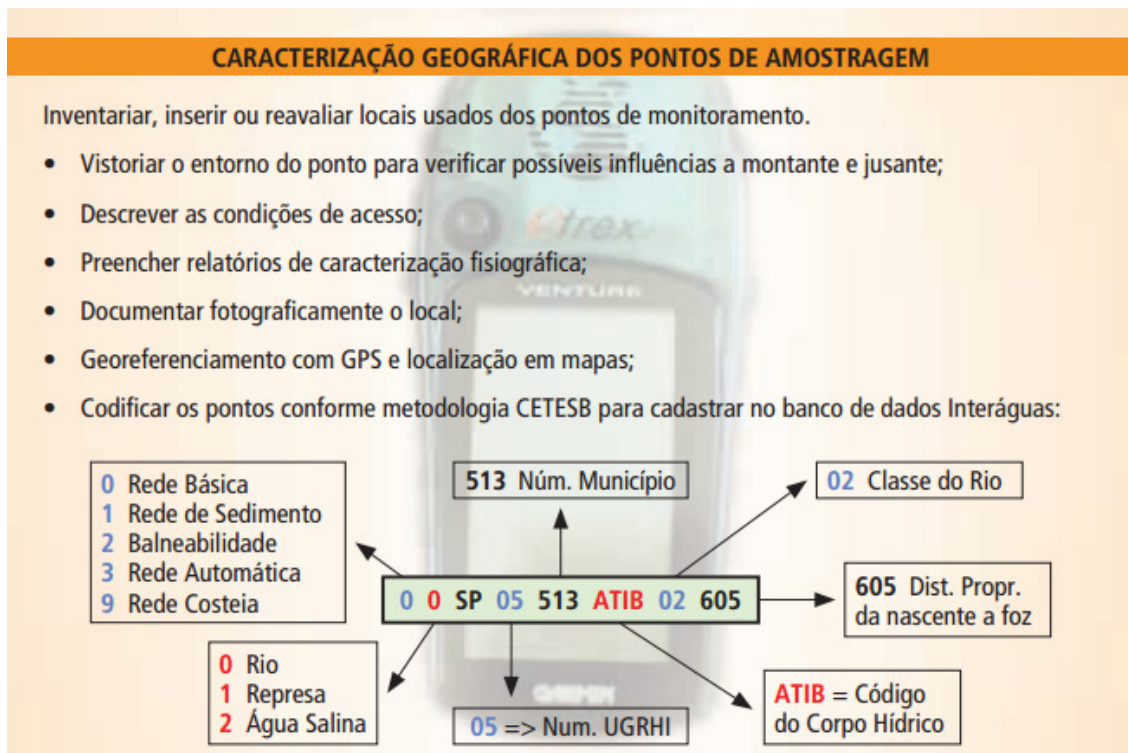 CARACTERIZAÇÃO GEOGRÁFICA DOS PONTOS DE AMOSTRAGEM
Inventariar, inserir ou reavaliar locais usados dos pontos de monitoramento.
• Vistoriar o entorno do ponto para verificar possíveis influências a montante e jusante;
• Descrever as condições de acesso;
• Preencher relatórios de caracterização fisiográfica;
• Documentar fotograficamente o local;
• Georeferenciamento com GPS e localização em mapas;
• Codificar os pontos conforme metodologia CETESB para cadastrar no banco de dados Interáguas:
0 Rede Básica
1 Rede de Sedimento
2 Balneabilidade
3 Rede Automática
9 Rede Costeia
513 Núm. Município
02 Classe do Rio
0 0 SP 05 513 ATIB 02 605
605 Dist. Propr.
da nascente a foz
0 Rio
1 Represa
2 Água Salina
05 => Num. UGRHI
ATIB = Código
do Corpo Hídrico
etrex
VENTURE
GARMIN